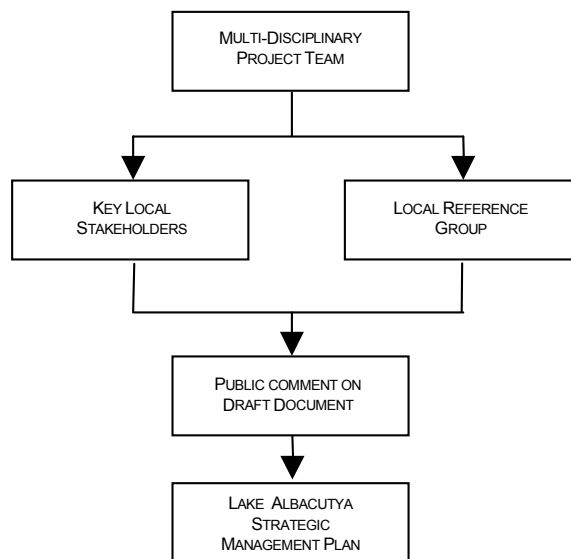 MULTI-DISCIPLINARY
PROJECT TEAM
KEY LOCAL
STAKEHOLDERS
LOCAL REFERENCE
GROUP
PUBLIC COMMENT ON
DRAFT DOCUMENT
LAKE ALBACUTYA
STRATEGIC
MANAGEMENT PLAN